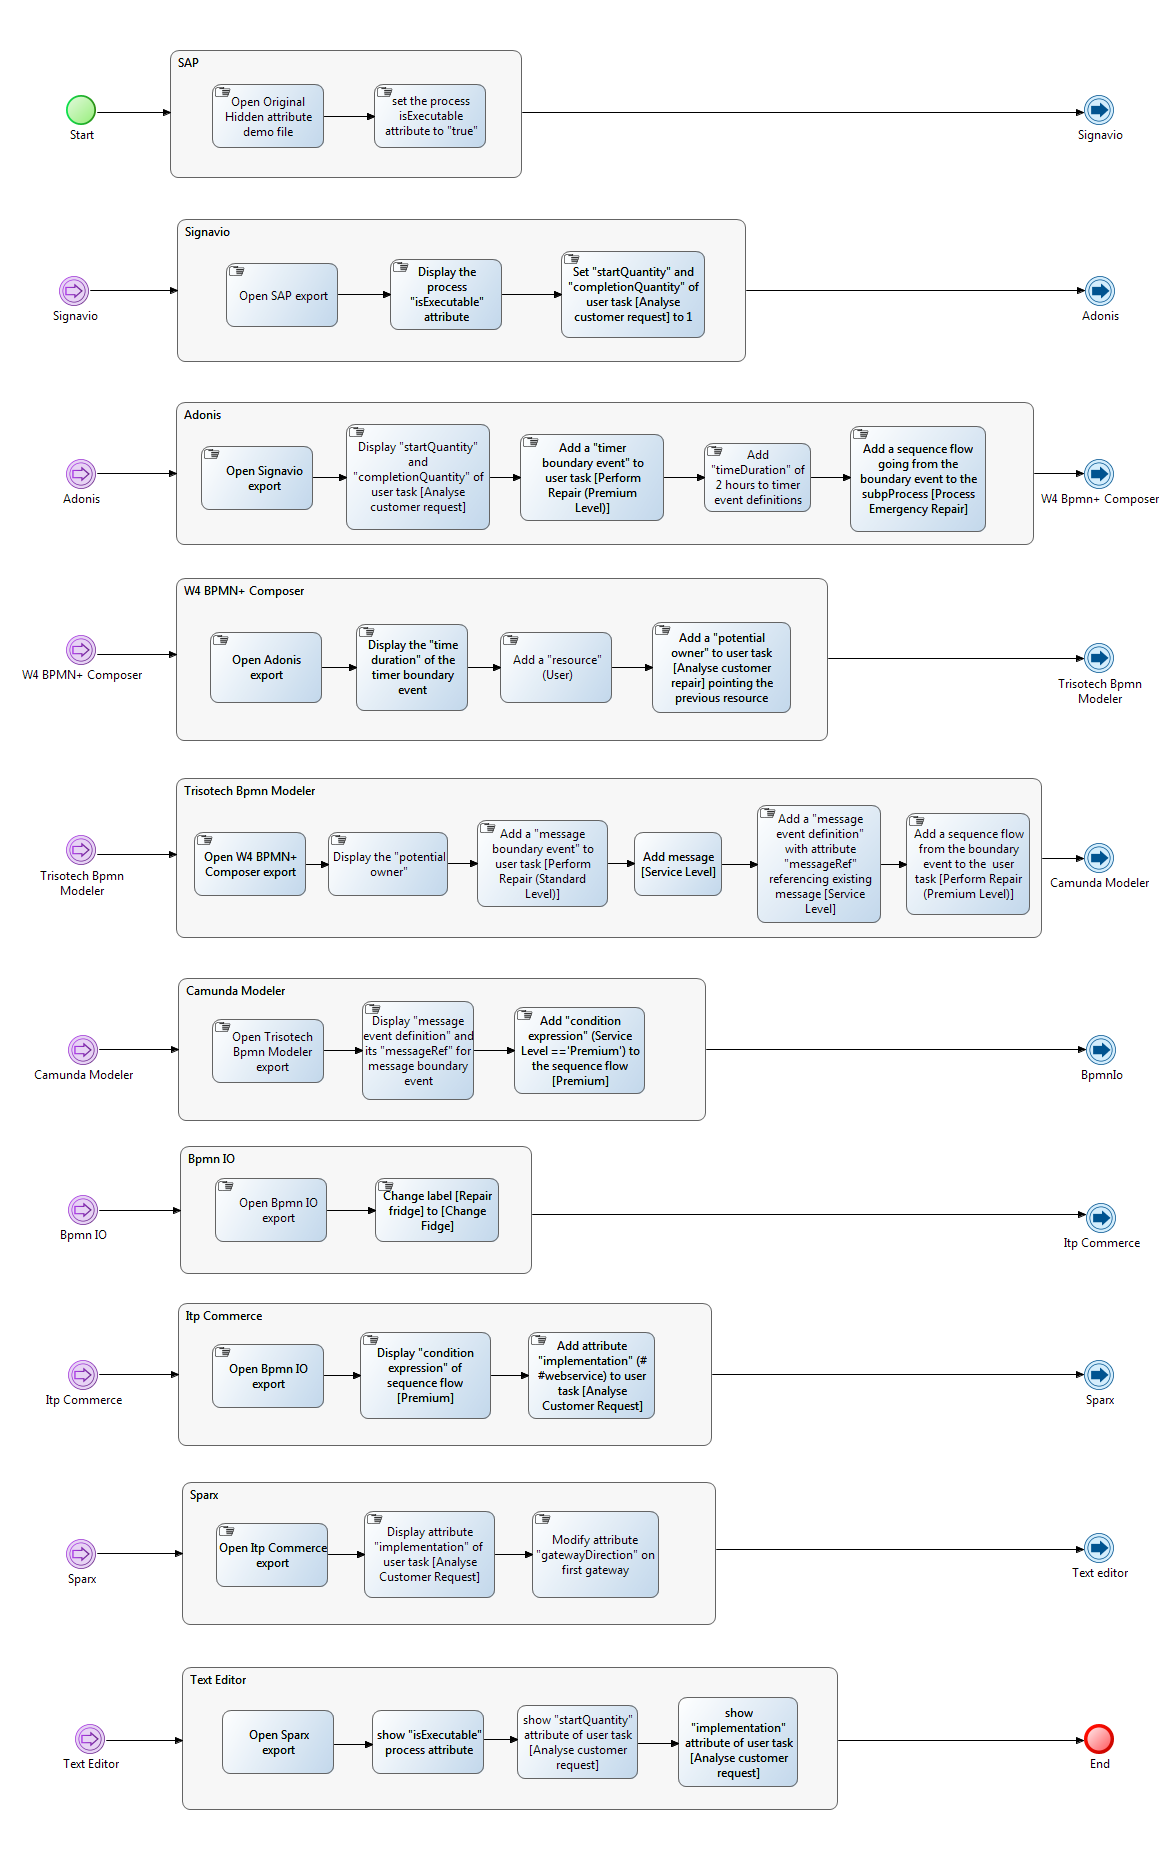 SAP
Open Original
Hidden attribute
demo file
set the process
isExecutable
attribute to "true"
Start
Signavio
Signavio
Open SAP export
Display the
process
"isExecutable"
attribute
Set "startQuantity" and
"completionQuantity" of
user task [Analyse
customer request] to 1
Signavio
Adonis
Adonis
Open Signavio
export
Display "startQuantity"
and
"completionQuantity" of
user task [Analyse
customer request]
Add a "timer
boundary event" to
user task [Perform
Repair (Premium
Level)]
Add
"timeDuration" of
2 hours to timer
event definitions
Add a sequence flow
going from the
boundary event to the
subpProcess [Process
Emergency Repair]
Adonis
W4 Bpmn+ Composer
W4 BPMN+ Composer
Open Adonis
export
Display the "time
duration" of the
timer boundary
event
Add a "resource"
(User)
Add a "potential
owner" to user task
[Analyse customer
repair] pointing the
previous resource
W4 BPMN+ Composer
Trisotech Bpmn
Modeler
Trisotech Bpmn Modeler
Open W4 BPMN+
Composer export
Display the "potential
owner"
Add a "message
boundary event" to
user task [Perform
Repair (Standard
Level)]
Add message
[Service Level]
Add a "message
event definition"
with attribute
"messageRef"
referencing existing
message [Service
Level]
Add a sequence flow
from the boundary
event to the  user
task [Perform Repair
(Premium Level)]
Trisotech Bpmn
Modeler
Camunda Modeler
Camunda Modeler
Open Trisotech
Bpmn Modeler
export
Display "message
event definition" and
its "messageRef" for
message boundary
event
Add "condition
expression" (Service
Level =='Premium') to
the sequence flow
[Premium]
Camunda Modeler
BpmnIo
Bpmn IO
Open Bpmn IO
export
Change label [Repair
fridge] to [Change
Fidge]
Bpmn IO
Itp Commerce
Itp Commerce
Open Bpmn IO
export
Display "condition
expression" of
sequence flow
[Premium]
Add attribute
"implementation" (#
#webservice) to user
task [Analyse
Customer Request]
Itp Commerce
Sparx
Sparx
Open Itp Commerce
export
Display attribute
"implementation" of
user task [Analyse
Customer Request]
Modify attribute
"gatewayDirection" on
first gateway
Sparx
Text editor
Text Editor
Open Sparx
export
show "isExecutable"
process attribute
show "startQuantity"
attribute of user task
[Analyse customer
request]
show
"implementation"
attribute of user task
[Analyse customer
request]
Text Editor
End